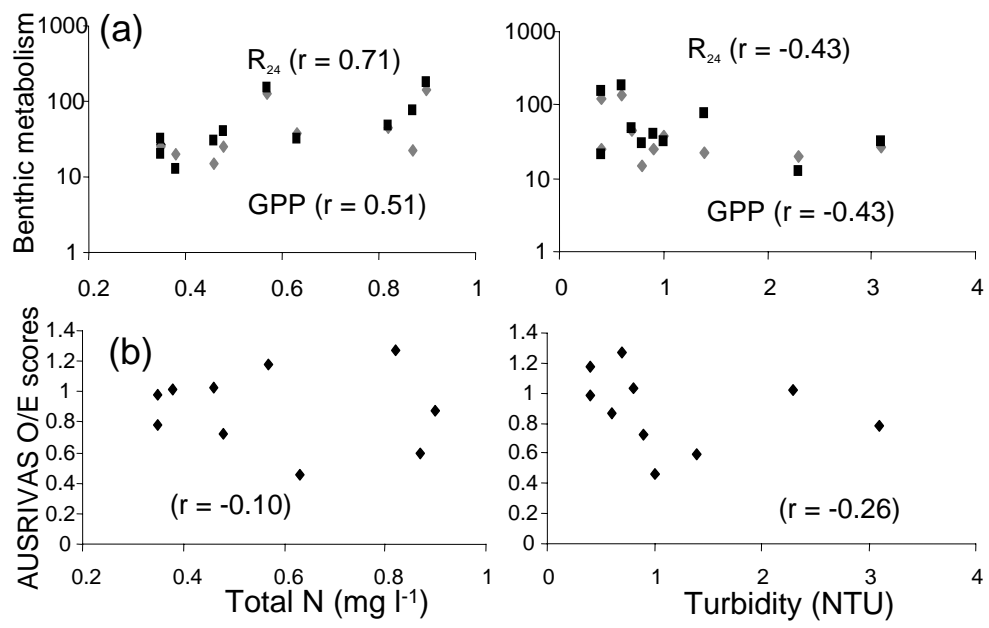 (a)
Benthic metabolism
1000
100
10
1
R24 (r = 0.71)
GPP (r = 0.51)
0.2 0.4 0.6 0.8 1
1000
100
10
1
R24 (r = -0.43)
GPP (r = -0.43)
0 1 2 3 4
(b)
AUSRIVAS O/E scores
1.4
1.2
1
0.8
0.6
0.4
0.2
0
(r = -0.10)
0.2 0.4 0.6 0.8 1
Total N (mg l-1)
1.4
1.2
1
0.8
0.6
0.4
0.2
0
(r = -0.26)
0 1 2 3 4
Turbidity (NTU)